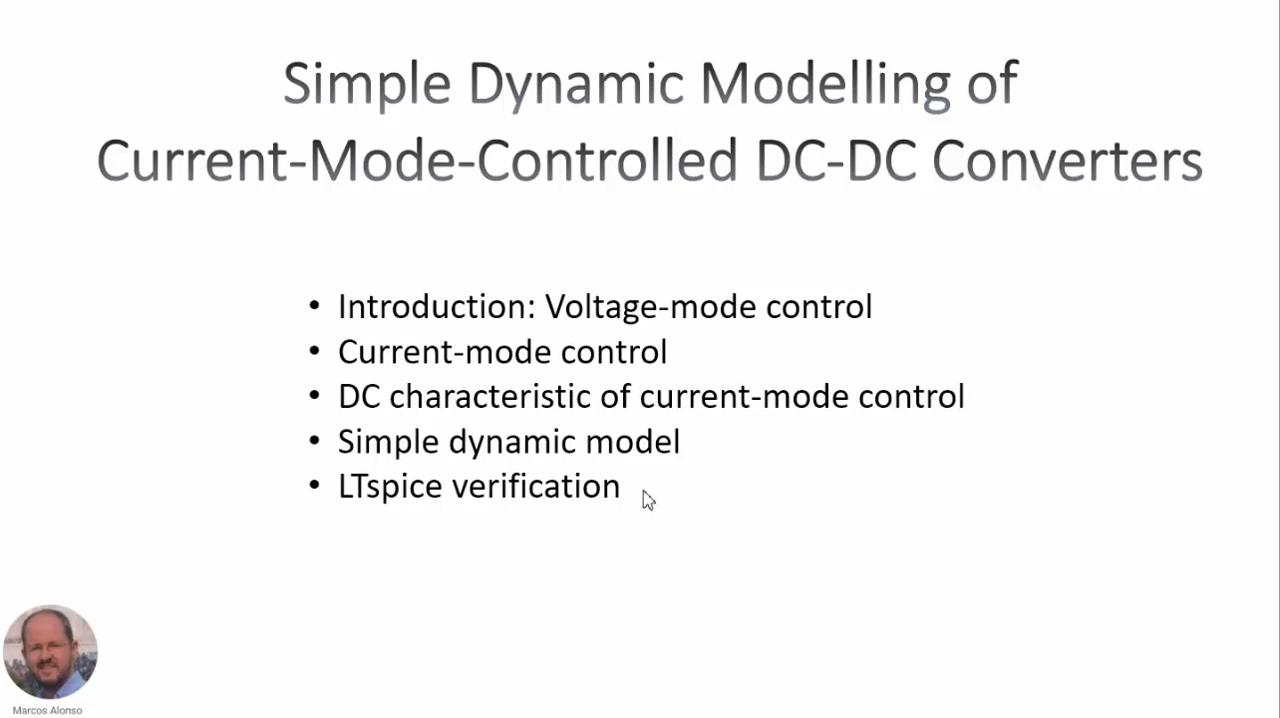 Simple Dynamic Modelling of
Current-Mode-Controlled DC-DC Converters
• Introduction: Voltage-mode control
• Current-mode control
• DC characteristic of current-mode control
• Simple dynamic model
• LTspice verification
Marcos Alonso